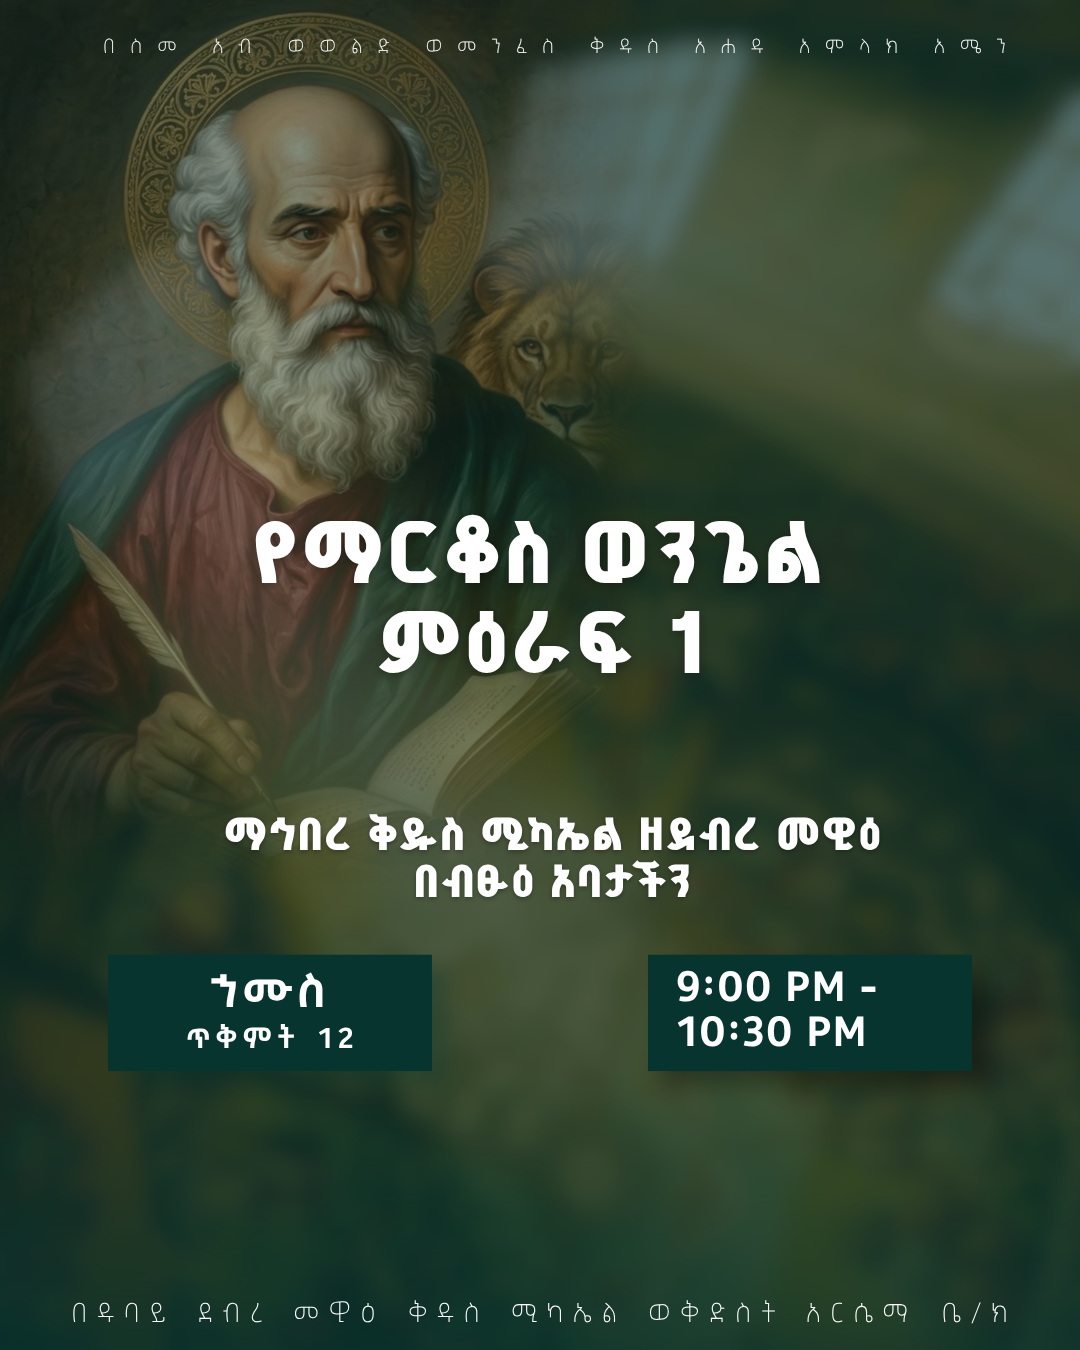 በስመ አብ ወወልድ ወመንፈስ ቅዱስ አሐዱ አምላክ አሜን
የማርቆስ ወንጌል
ምዕራፍ 1
ማኅበረ ቅዱስ ሚካኤል ዘደብረ መዊዕ
በብፁዕ አባታችን
ኀሙስ
ጥቅምት 12
9:00 PM -
10:30 PM
በዱባይ ደብረ መዊዕ ቅዱስ ሚካኤል ወቅድስት አርሴማ ቤ/ክ